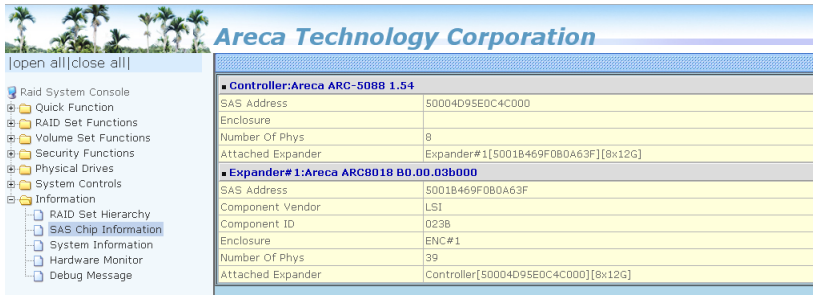 Areca Technology Corporation
|open all|close all|
Raid System Console
Quick Function
RAID Set Functions
Volume Set Functions
Security Functions
Physical Drives
System Controls
Information
RAID Set Hierarchy
SAS Chip Information
System Information
Hardware Monitor
Debug Message
Controller:Areca ARC-5088 1.54
SAS Address 50004D95E0C4C000
Enclosure
Number Of Phys 8
Attached Expander Expander#1[5001B469F0B0A63F][8x12G]
Expander#1:Areca ARC8018 B0.00.03b000
SAS Address 5001B469F0B0A63F
Component Vendor LSI
Component ID 023B
Enclosure ENC#1
Number Of Phys 39
Attached Expander Controller[50004D95E0C4C000][8x12G]